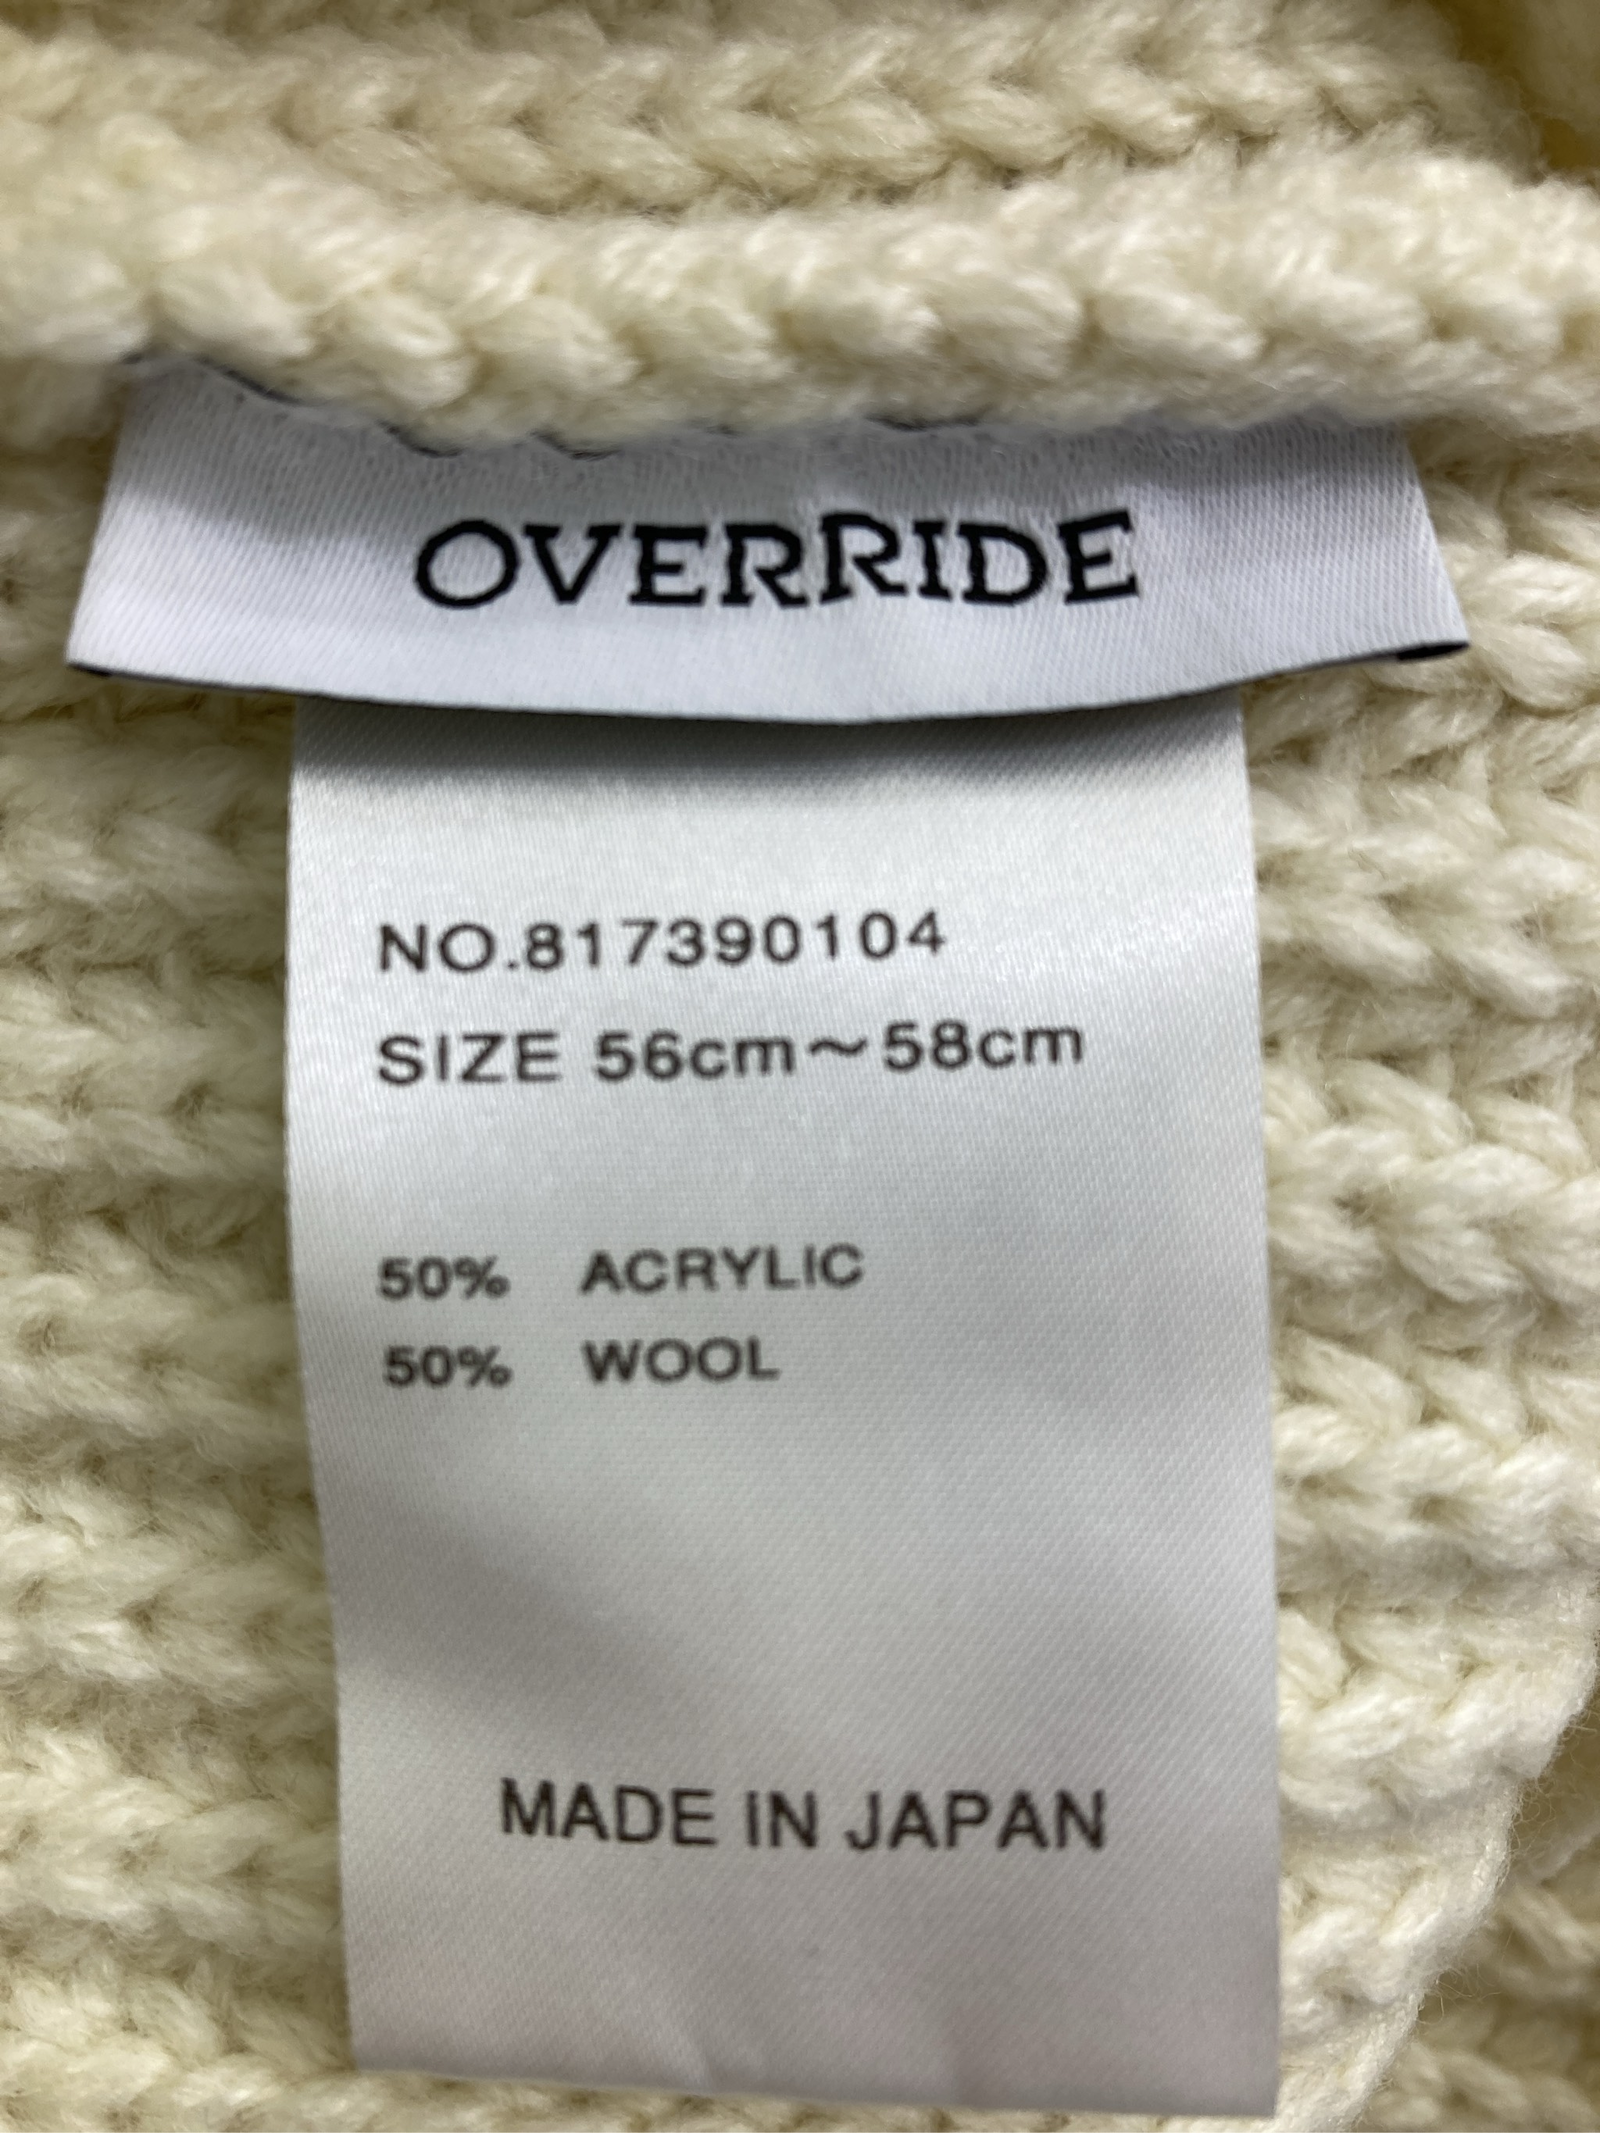 OVERRIDE
NO.817390104
SIZE 56cm〜58cm
50% ACRYLIC
50% WOOL
MADE IN JAPAN